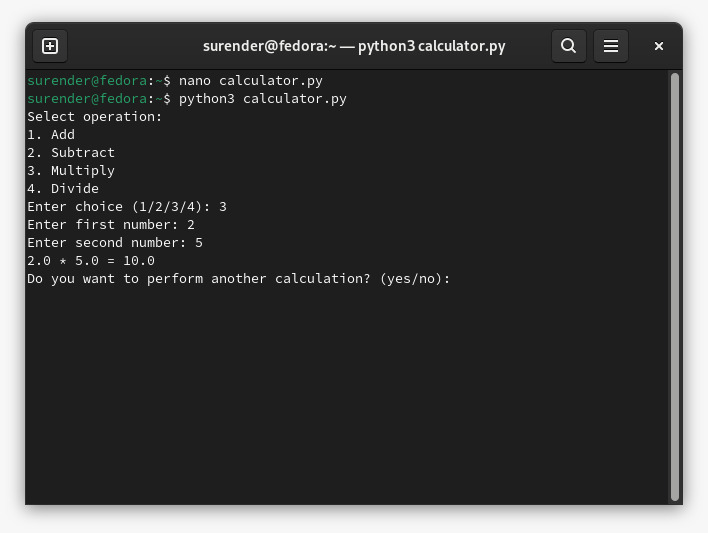 surender@fedora:~ — python3 calculator.py
surender@fedora:~$ nano calculator.py
surender@fedora:~$ python3 calculator.py
Select operation:
1. Add
2. Subtract
3. Multiply
4. Divide
Enter choice (1/2/3/4): 3
Enter first number: 2
Enter second number: 5
2.0 * 5.0 = 10.0
Do you want to perform another calculation? (yes/no):